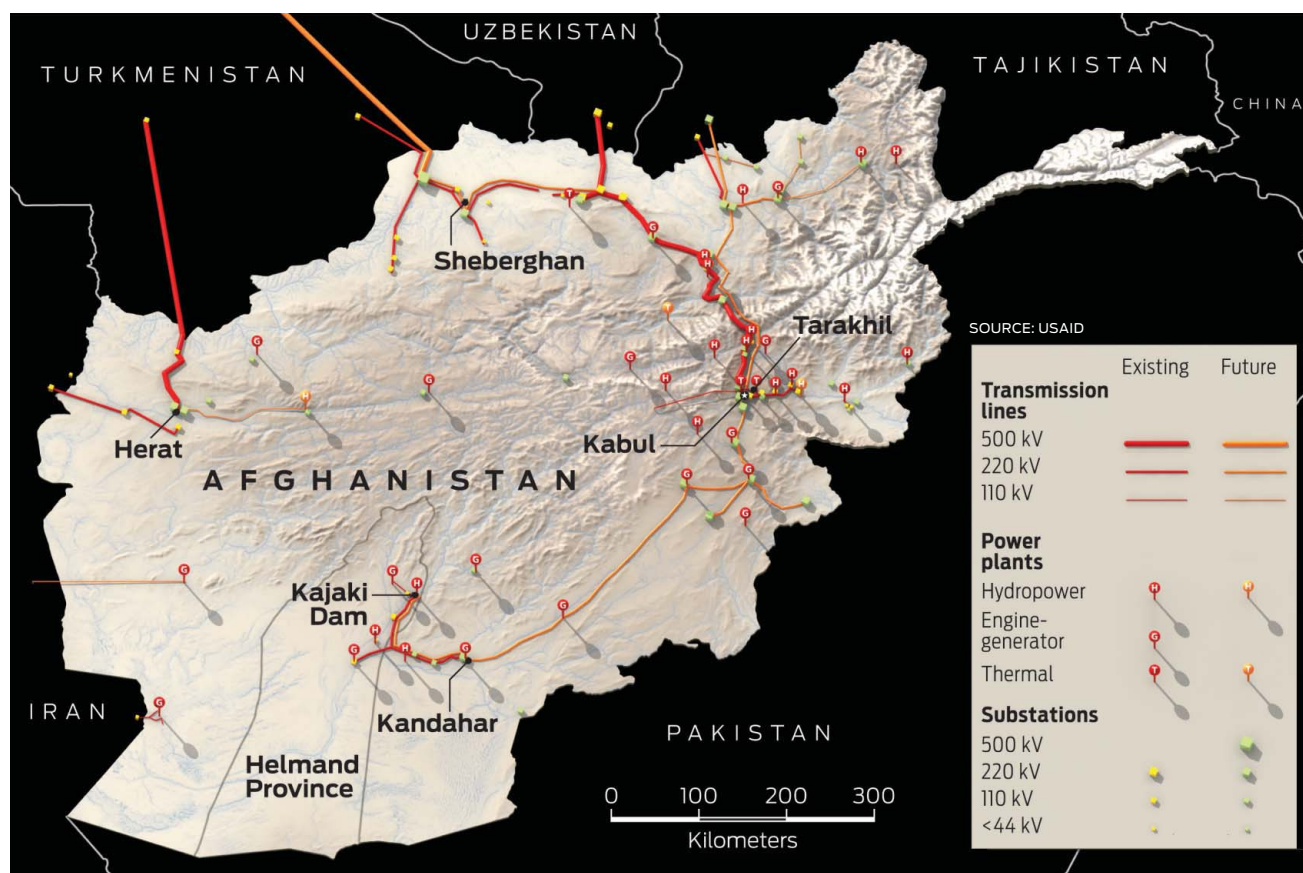 UZBEKISTAN
TURKMENISTAN
TAJIKISTAN
CHINA
Sheberghan
Tarakhil
SOURCE: USAID
Herat
Kabul
AFGHANISTAN
Kajaki
Dam
Kandahar
IRAN
Helmand
Province
PAKISTAN
0 100 200 300
Kilometers
Existing Future
Transmission
lines
500 kV
220 kV
110 kV
Power
plants
Hydropower H H
Engine-
generator G
Thermal T T
Substations
500 kV
220 kV
110 kV
<44 kV